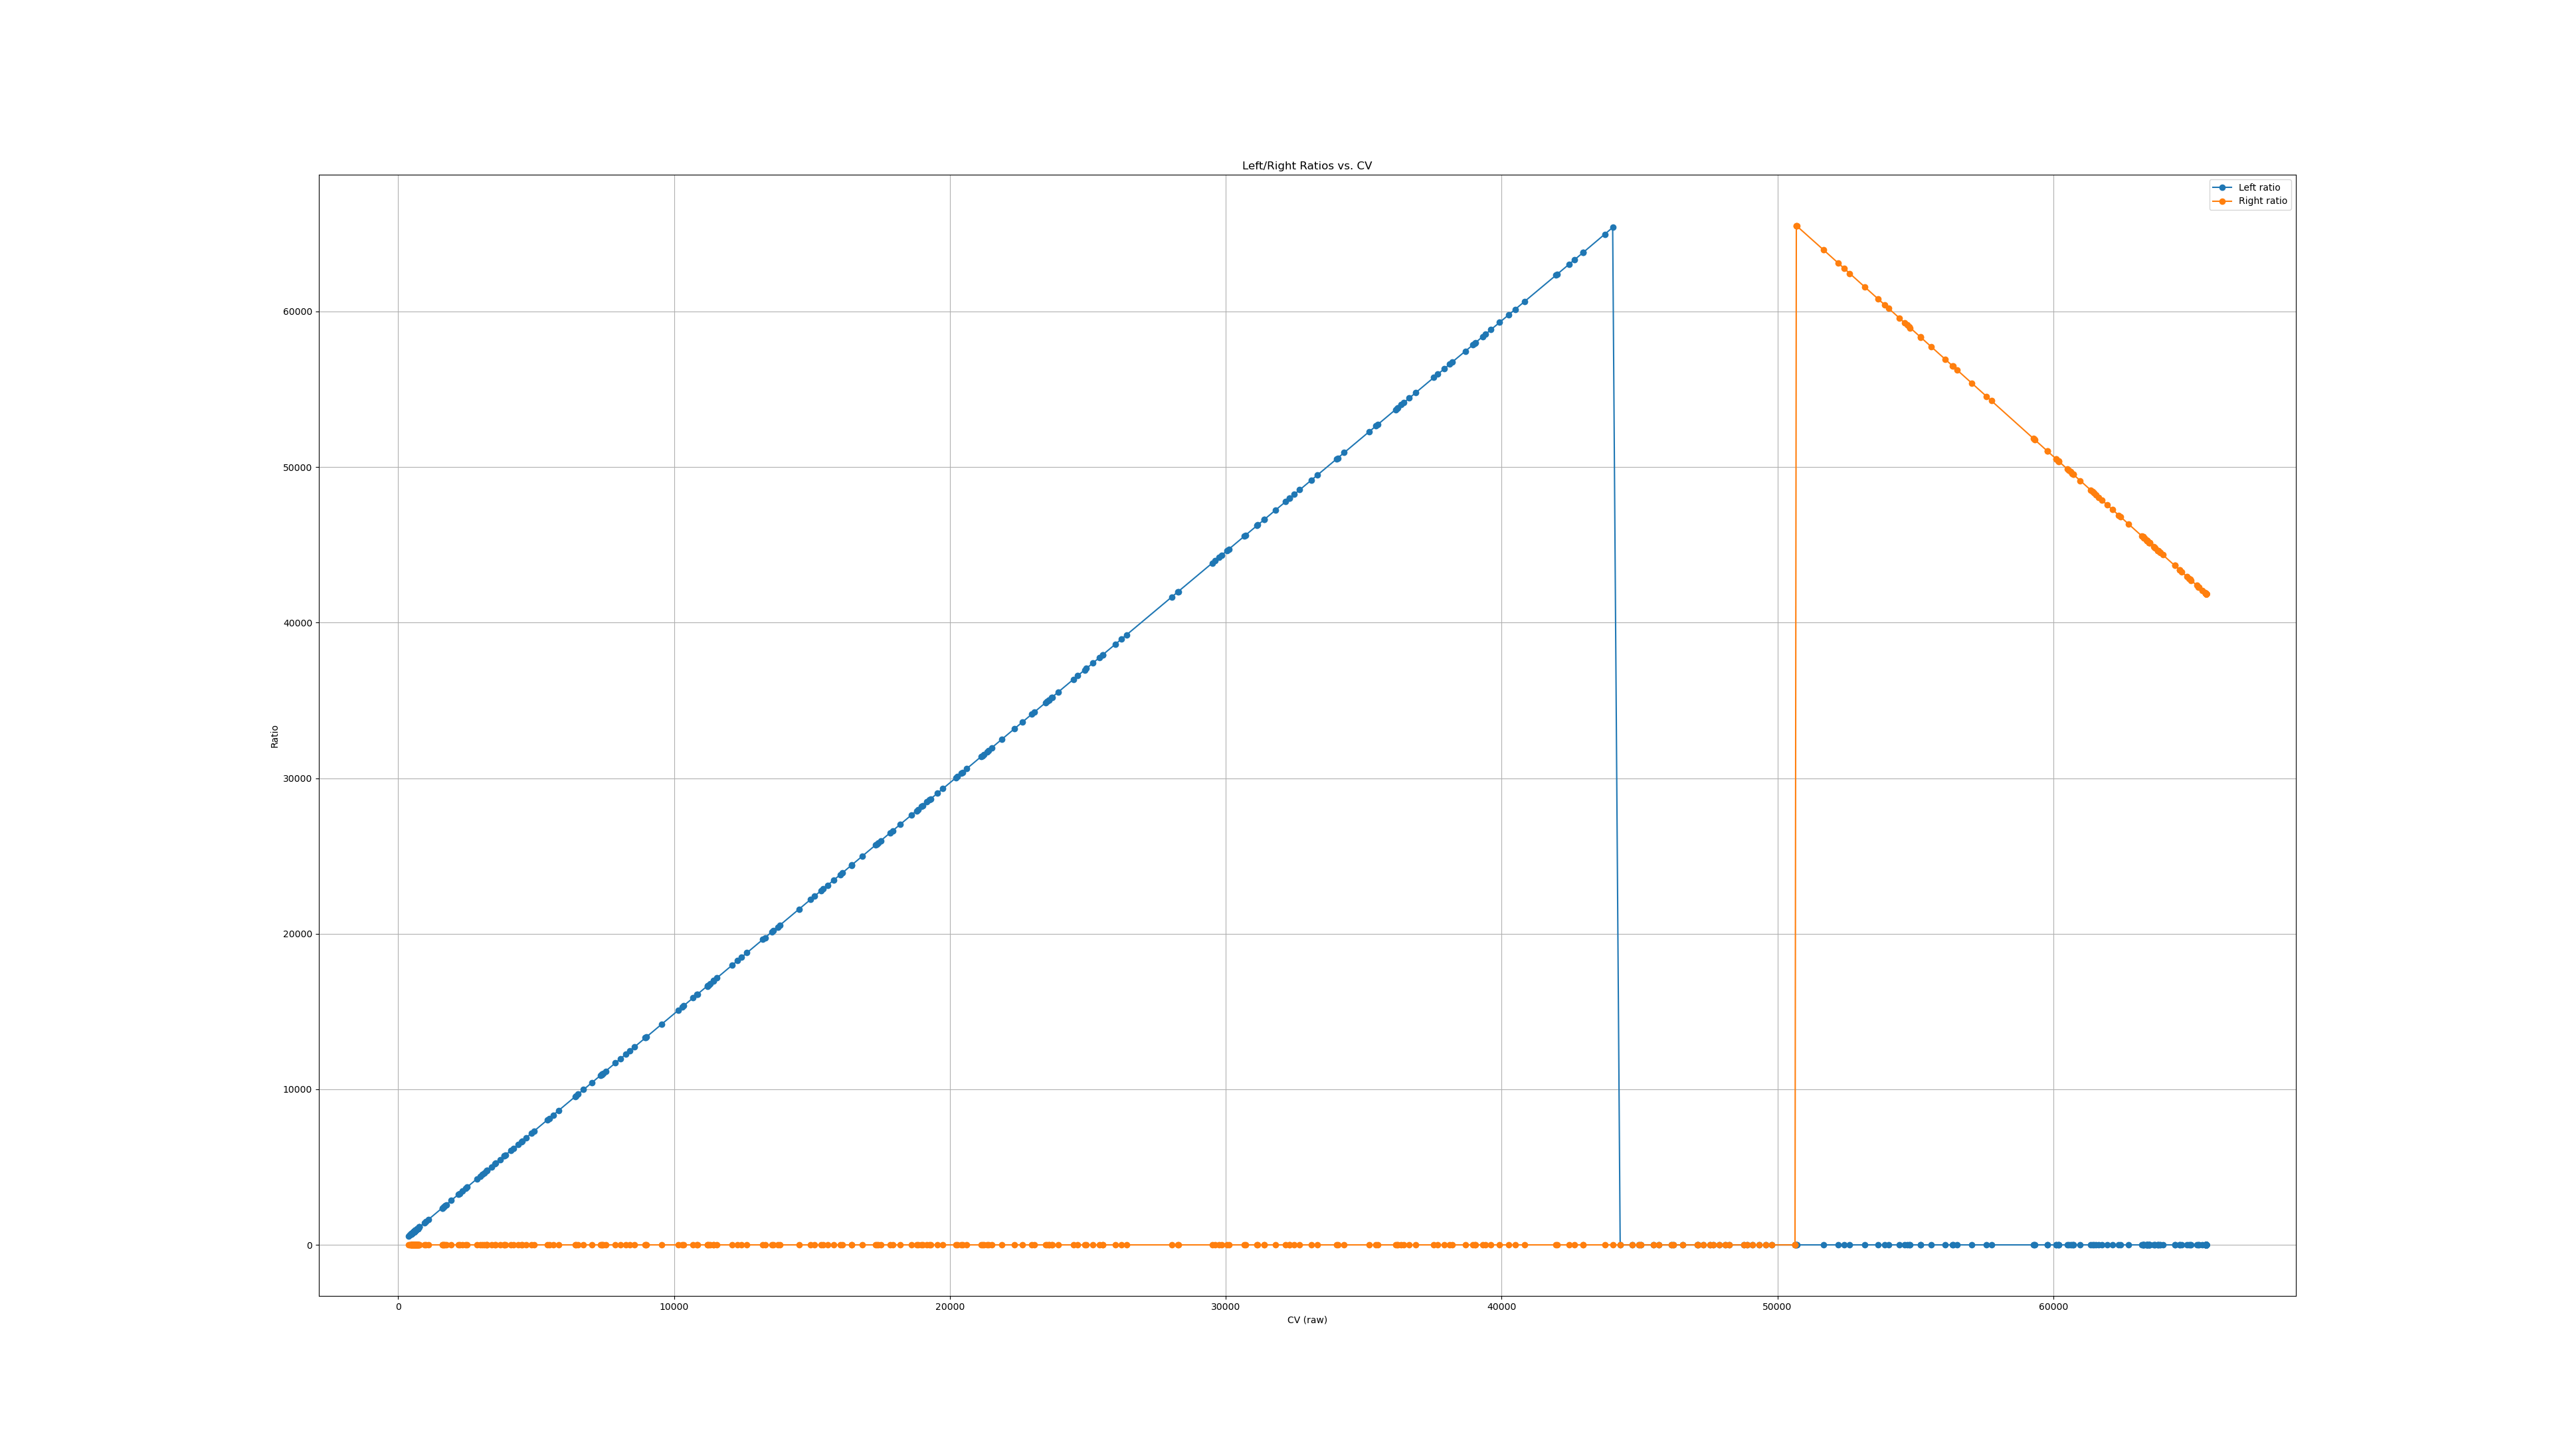 Left/Right Ratios vs. CV
Left ratio
Right ratio
60000
50000
40000
30000
20000
10000
0
Ratio
0 10000 20000 30000 40000 50000 60000
CV (raw)